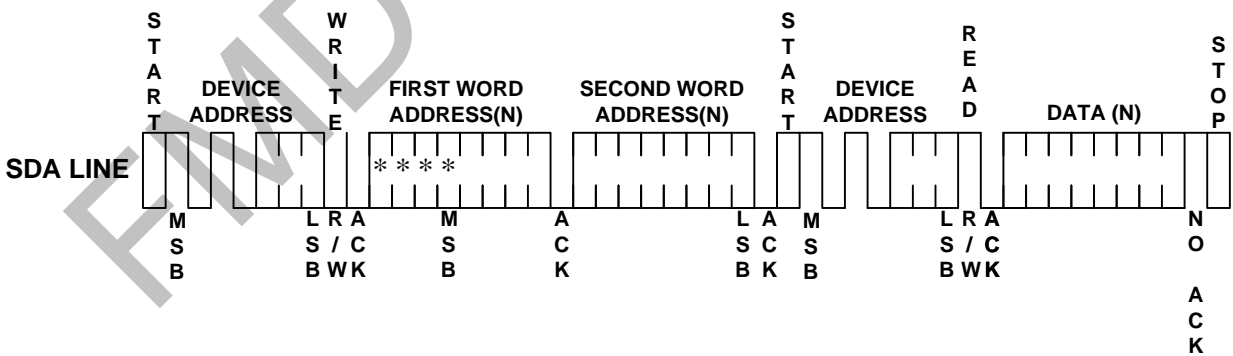 START
WRITE
START
READ
STOP
DEVICE
ADDRESS
FIRST WORD
ADDRESS(N)
SECOND WORD
ADDRESS(N)
DEVICE
ADDRESS
DATA (N)
SDA LINE
* * * *
MSB
LSB
R/W
ACK
MSB
ACK
LSB
ACK
MSB
LSB
R/W
ACK
NO ACK
FMD